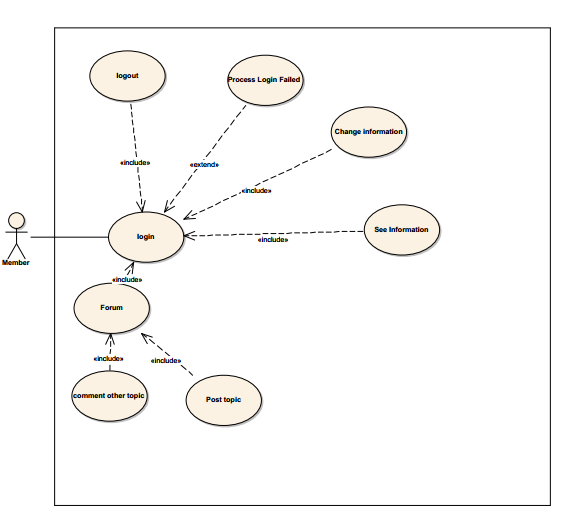 logout
Process Login Failed
Change information
«include»
«extend»
«include»
login
See Information
«include»
Member
«include»
Forum
«include»
«include»
comment other topic
Post topic